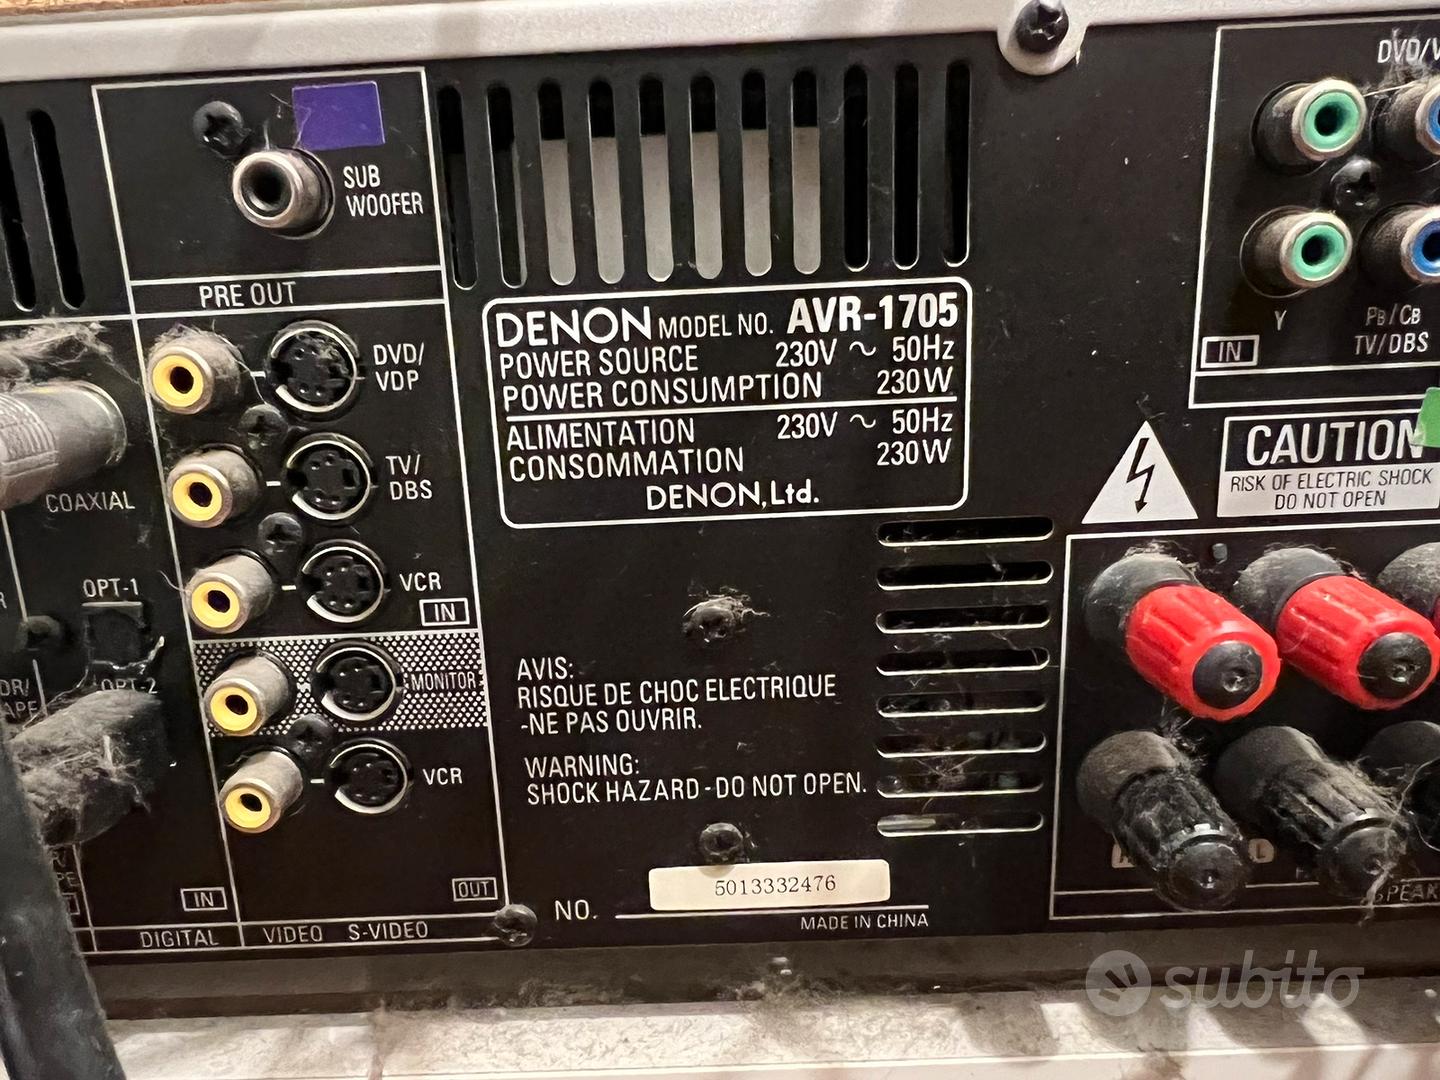 SUB
WOOFER
PRE OUT
DVD/
VDP
TV/
DBS
VCR
IN
MONITOR
VCR
OUT
VIDEO S-VIDEO
COAXIAL
OPT-1
OPT-2
IN
DIGITAL
DENON MODEL NO. AVR-1705
POWER SOURCE 230V ~ 50Hz
POWER CONSUMPTION 230W
ALIMENTATION 230V ~ 50Hz
CONSOMMATION 230W
DENON, Ltd.
AVIS:
RISQUE DE CHOC ELECTRIQUE
-NE PAS OUVRIR.
WARNING:
SHOCK HAZARD - DO NOT OPEN.
NO. 5013332476
MADE IN CHINA
DVD/V
Y
PB/CB
IN
TV/DBS
CAUTION
RISK OF ELECTRIC SHOCK
DO NOT OPEN
L
SPEAK
subito